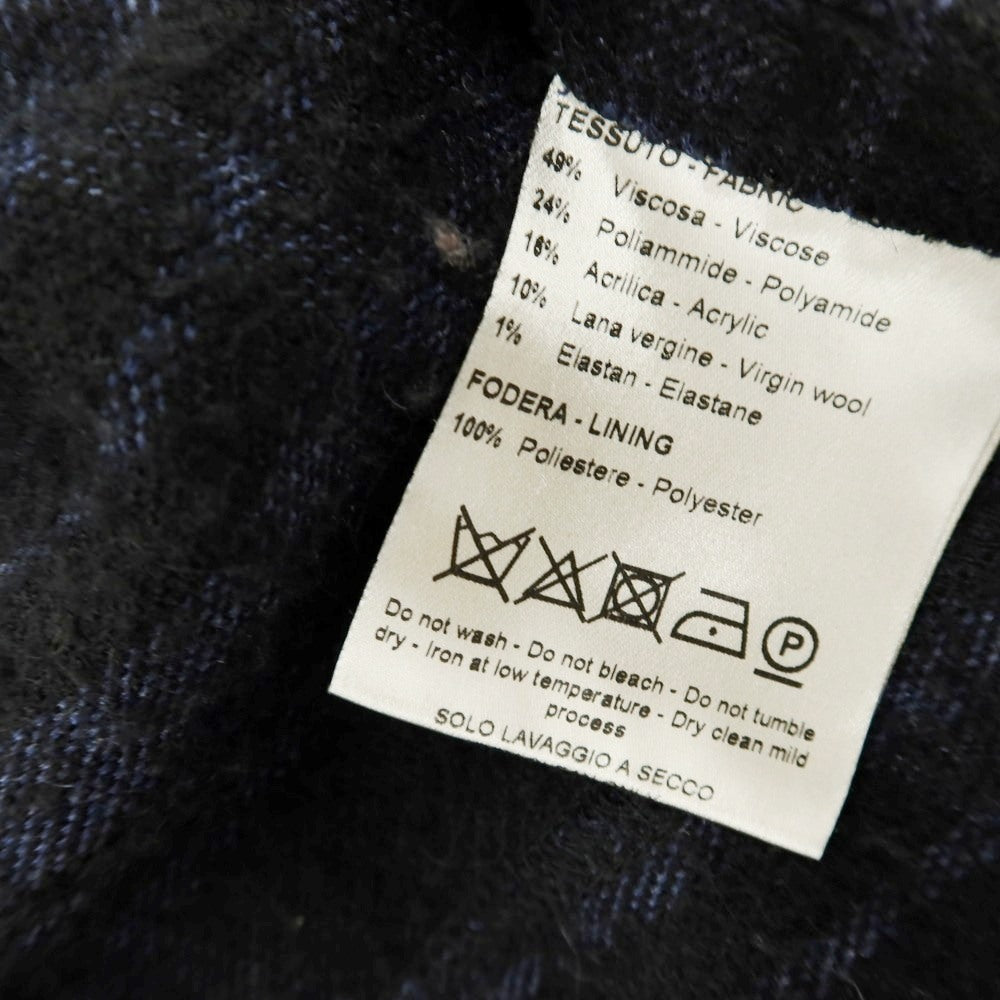 TESSUTO - FABRIC
49% Viscosa - Viscose
24% Poliammide - Polyamide
16% Acrilica - Acrylic
10% Lana vergine - Virgin wool
1% Elastan - Elastane
FODERA - LINING
100% Poliestere - Polyester
P
Do not wash - Do not bleach - Do not tumble
dry - Iron at low temperature - Dry clean mild
process
SOLO LAVAGGIO A SECCO